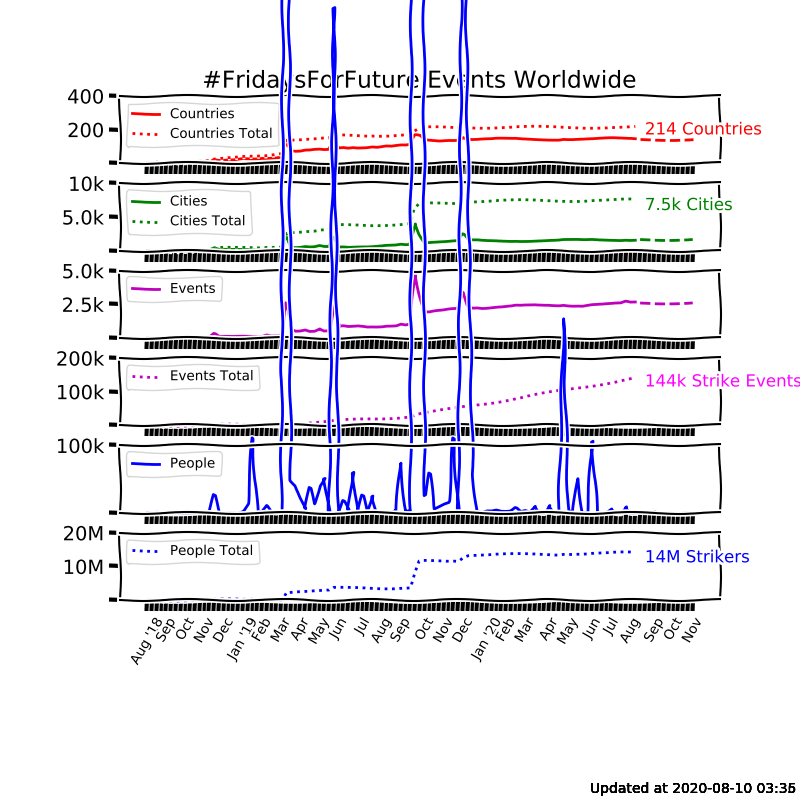 #FridaysForFuture Events Worldwide
400
200
Countries
Countries Total
214 Countries
10k
5.0k
Cities
Cities Total
7.5k Cities
5.0k
2.5k
Events
200k
100k
Events Total
144k Strike Events
100k
People
20M
10M
People Total
14M Strikers
Aug '18 Sep Oct Nov Dec Jan '19 Feb Mar Apr May Jun Jul Aug Sep Oct Nov Dec Jan '20 Feb Mar Apr May Jun Jul Aug Sep Oct Nov
Updated at 2020-08-10 03:35